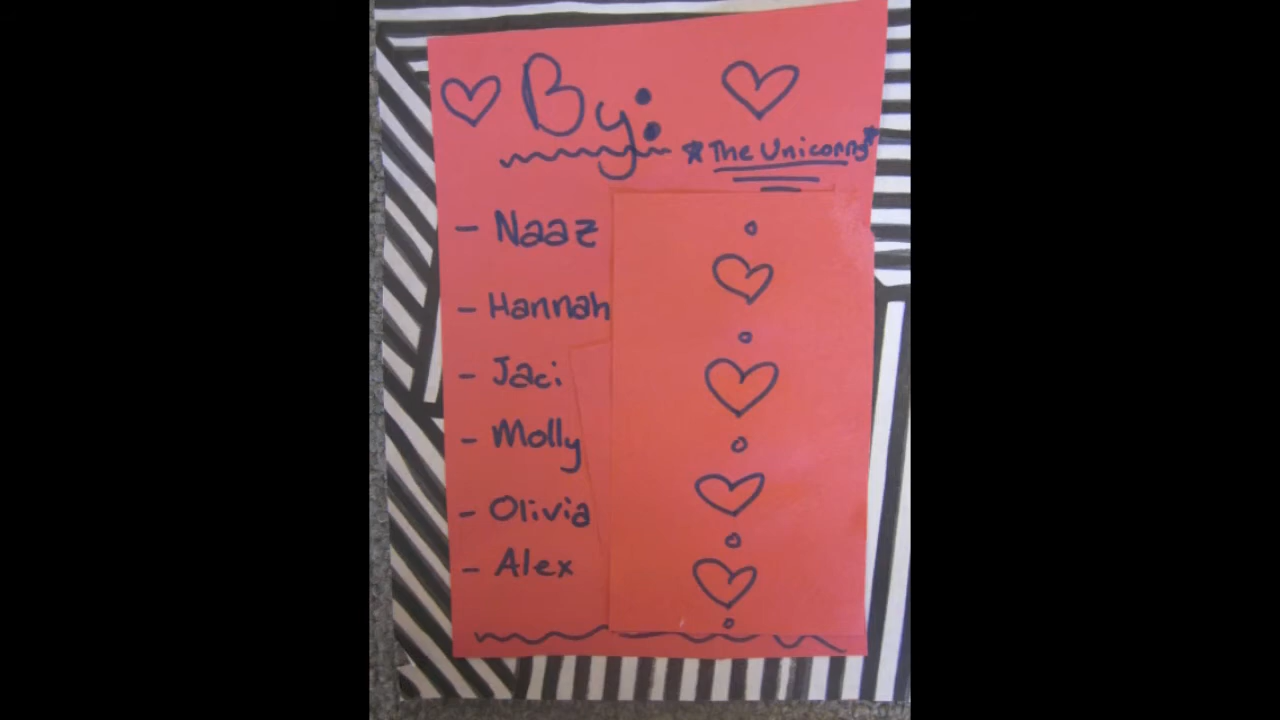 By:
*The Unicorns*
- Naaz
- Hannah
- Jaci
- Molly
- Olivia
- Alex